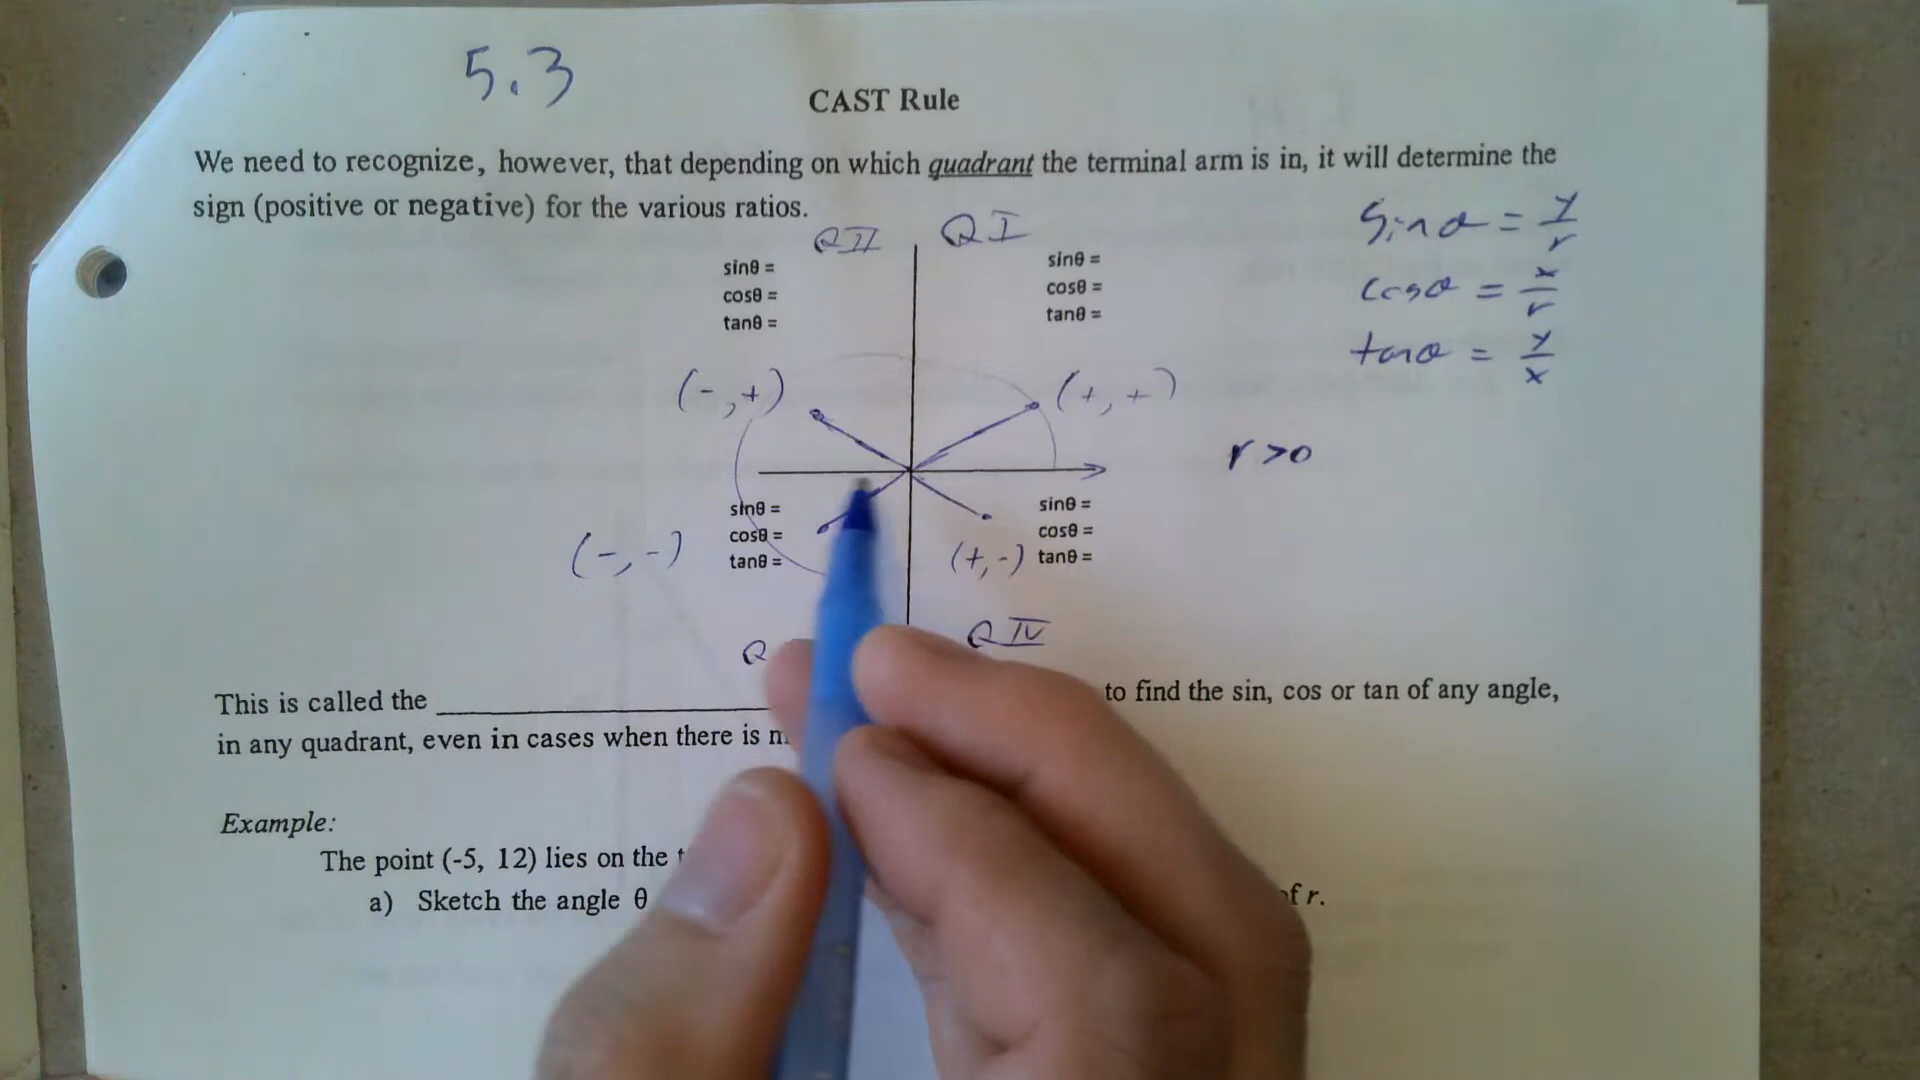 5.3
CAST Rule
We need to recognize, however, that depending on which quadrant the terminal arm is in, it will determine the
sign (positive or negative) for the various ratios.
QII
QI
sinθ =
cosθ =
tanθ =
sinθ =
cosθ =
tanθ =
sinθ = y/r
cosθ = x/r
tanθ = y/x
(-,+)
(+,+)
r>0
sinθ =
cosθ =
tanθ =
sinθ =
cosθ =
tanθ =
(-,-)
(+,-)
Q
QIV
This is called the ____________________ to find the sin, cos or tan of any angle,
in any quadrant, even in cases when there is
Example:
The point (-5, 12) lies on the
a) Sketch the angle θ
r.